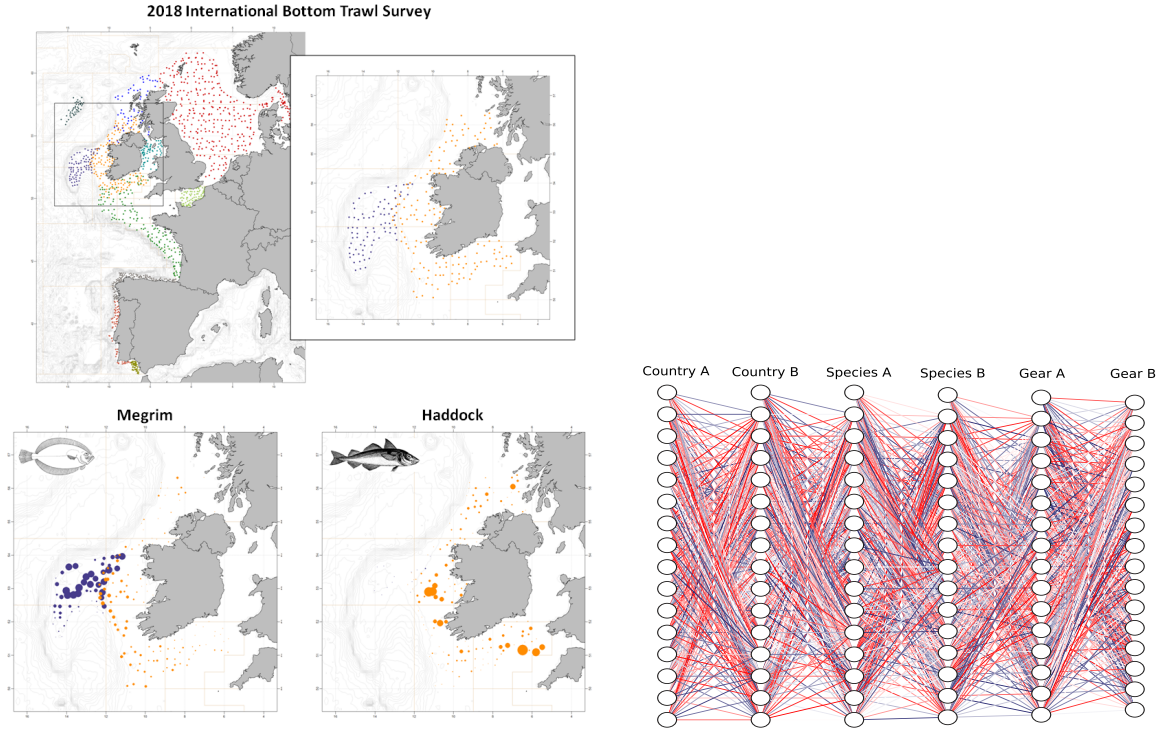 2018 International Bottom Trawl Survey
Megrim
Haddock
Country A
Country B
Species A
Species B
Gear A
Gear B